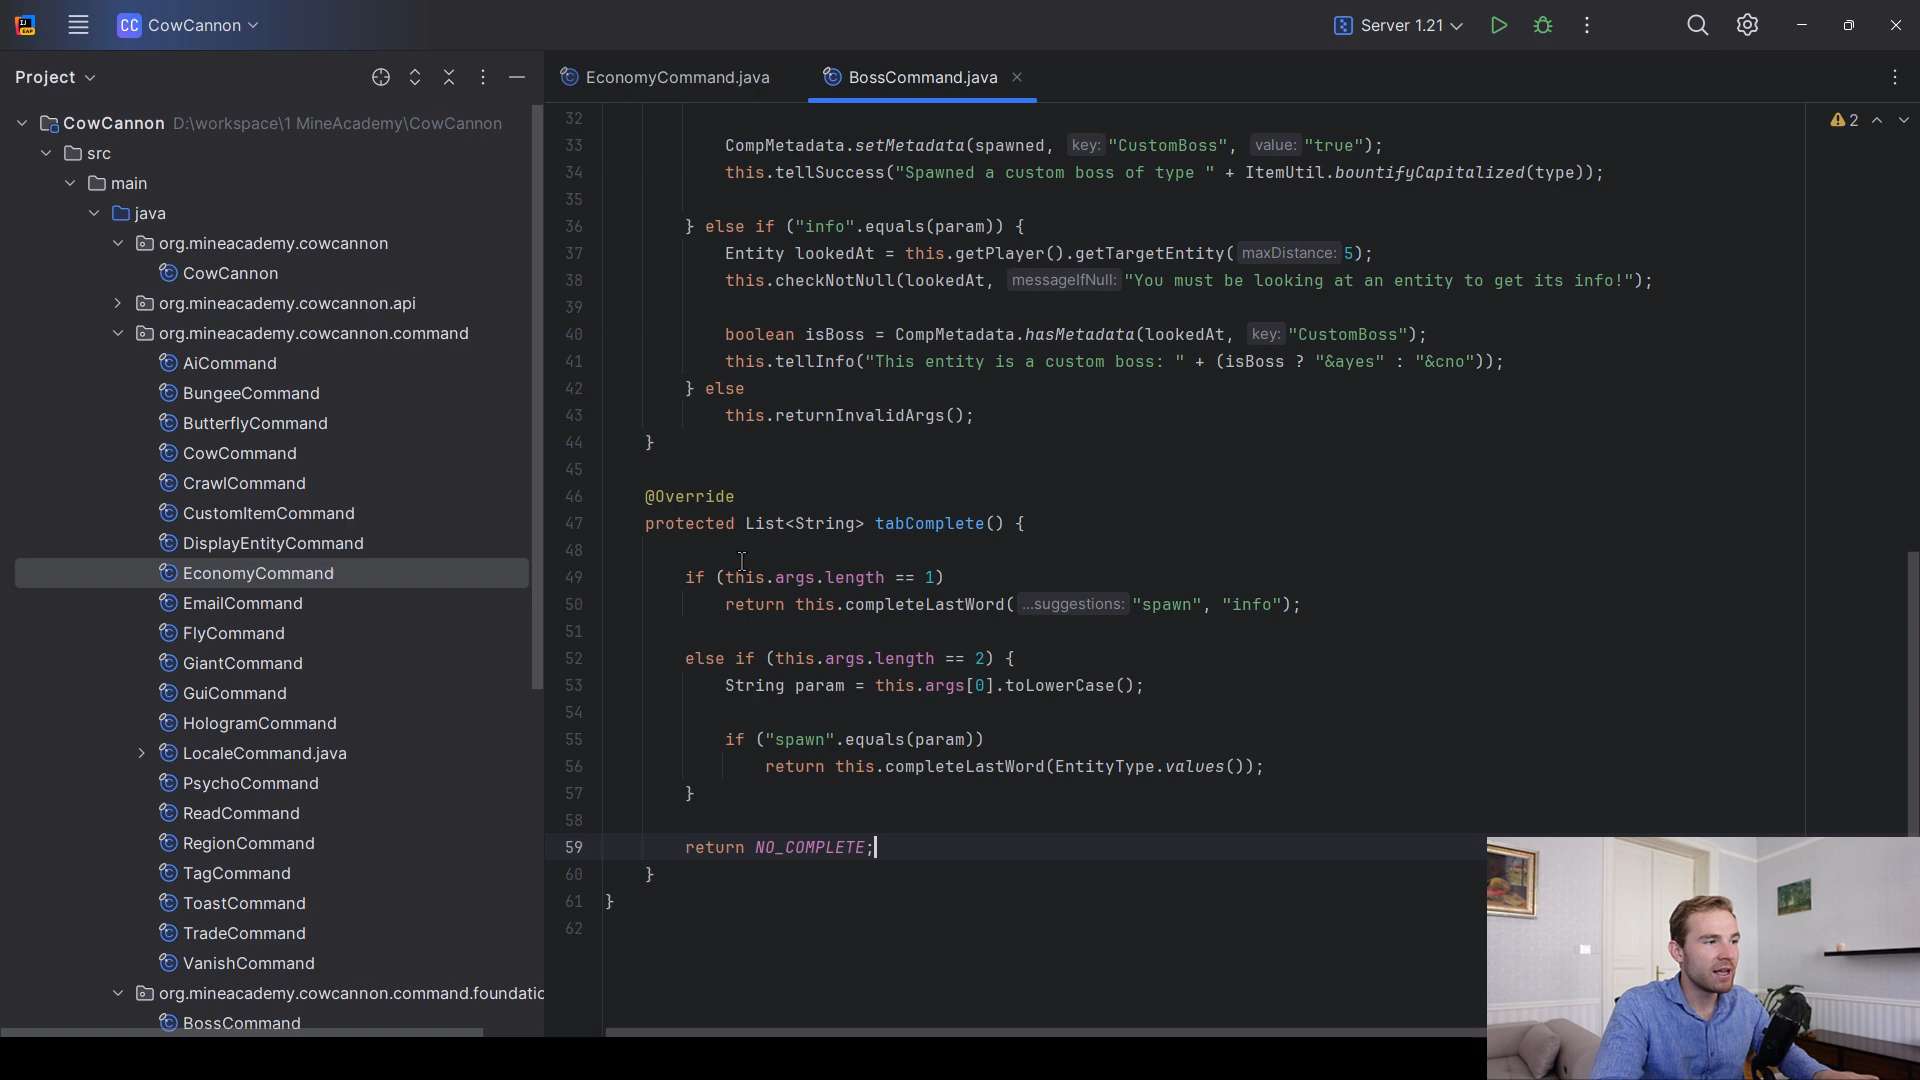 CC CowCannon
Server 1.21
Project
CowCannon D:\workspace\1 MineAcademy\CowCannon
src
main
java
org.mineacademy.cowcannon
CowCannon
org.mineacademy.cowcannon.api
org.mineacademy.cowcannon.command
AiCommand
BungeeCommand
ButterflyCommand
CowCommand
CrawlCommand
CustomItemCommand
DisplayEntityCommand
EconomyCommand
EmailCommand
FlyCommand
GiantCommand
GuiCommand
HologramCommand
LocaleCommand.java
PsychoCommand
ReadCommand
RegionCommand
TagCommand
ToastCommand
TradeCommand
VanishCommand
org.mineacademy.cowcannon.command.foundatio
BossCommand
EconomyCommand.java
BossCommand.java
2
32
33 CompMetadata.setMetadata(spawned, key: "CustomBoss", value: "true");
34 this.tellSuccess("Spawned a custom boss of type " + ItemUtil.bountifyCapitalized(type));
35
36 } else if ("info".equals(param)) {
37 Entity lookedAt = this.getPlayer().getTargetEntity( maxDistance: 5);
38 this.checkNotNull(lookedAt, messageIfNull: "You must be looking at an entity to get its info!");
39
40 boolean isBoss = CompMetadata.hasMetadata(lookedAt, key: "CustomBoss");
41 this.tellInfo("This entity is a custom boss: " + (isBoss ? "&ayes" : "&cno"));
42 } else
43 this.returnInvalidArgs();
44 }
45
46 @Override
47 protected List<String> tabComplete() {
48
49 if (this.args.length == 1)
50 return this.completeLastWord( ...suggestions: "spawn", "info");
51
52 else if (this.args.length == 2) {
53 String param = this.args[0].toLowerCase();
54
55 if ("spawn".equals(param))
56 return this.completeLastWord(EntityType.values());
57 }
58
59 return NO_COMPLETE;
60 }
61 }
62